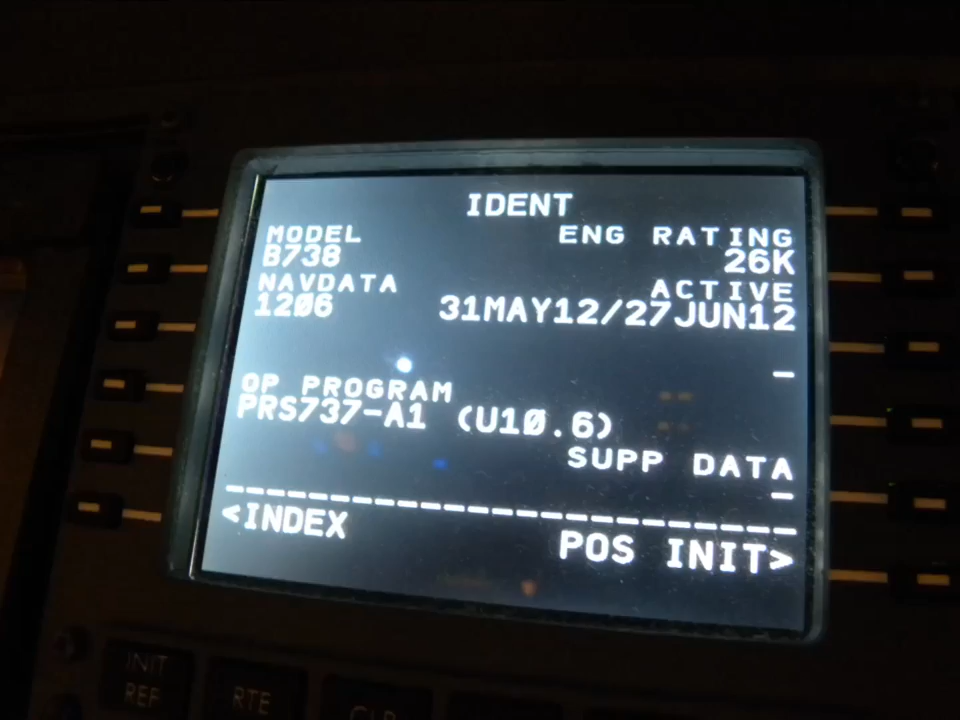 IDENT
MODEL ENG RATING
B738 26K
NAVDATA ACTIVE
1206 31MAY12/27JUN12
-
OP PROGRAM
PRS737-A1 (U10.6)
SUPP DATA
-
------------------------
<INDEX POS INIT>
INIT REF
RTE
CLB